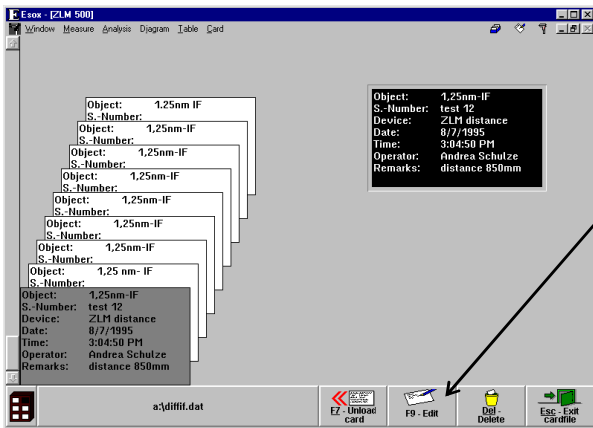 Esox - [ZLM 500]
Window Measure Analysis Diagram Table Card
Object: 1.25nm IF
S.-Number:
Object: 1,25nm-IF
S.-Number:
Object: 1,25nm-IF
S.-Number:
Object: 1,25nm-IF
S.-Number:
Object: 1,25nm-IF
S.-Number:
Object: 1,25nm-IF
S.-Number:
Object: 1,25nm-IF
S.-Number:
Object: 1,25 nm- IF
S.-Number:
Object: 1,25nm-IF
S.-Number: test 12
Device: ZLM distance
Date: 8/7/1995
Time: 3:04:50 PM
Operator: Andrea Schulze
Remarks: distance 850mm
Object: 1,25nm-IF
S.-Number: test 12
Device: ZLM distance
Date: 8/7/1995
Time: 3:04:50 PM
Operator: Andrea Schulze
Remarks: distance 850mm
a:\diffif.dat
F7 - Unload
card
F9 - Edit
Del -
Delete
Esc - Exit
cardfile